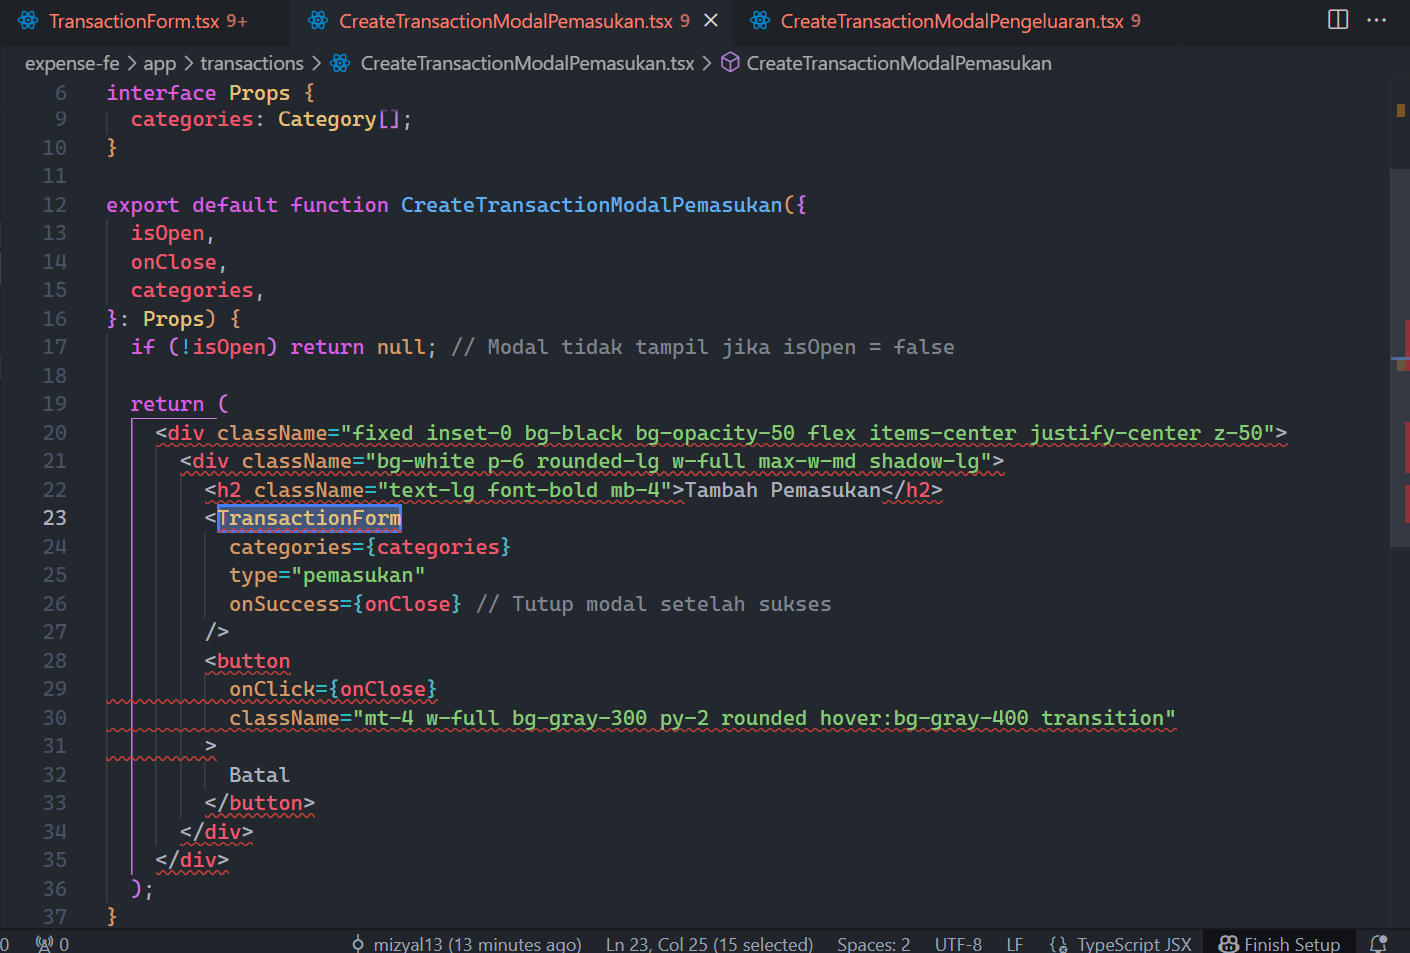 TransactionForm.tsx 9+ CreateTransactionModalPemasukan.tsx 9 CreateTransactionModalPengeluaran.tsx 9
expense-fe > app > transactions > CreateTransactionModalPemasukan.tsx > CreateTransactionModalPemasukan
6 interface Props {
9 categories: Category[];
10 }
11
12 export default function CreateTransactionModalPemasukan({
13 isOpen,
14 onClose,
15 categories,
16 }: Props) {
17 if (!isOpen) return null; // Modal tidak tampil jika isOpen = false
18
19 return (
20 <div className="fixed inset-0 bg-black bg-opacity-50 flex items-center justify-center z-50">
21 <div className="bg-white p-6 rounded-lg w-full max-w-md shadow-lg">
22 <h2 className="text-lg font-bold mb-4">Tambah Pemasukan</h2>
23 <TransactionForm
24 categories={categories}
25 type="pemasukan"
26 onSuccess={onClose} // Tutup modal setelah sukses
27 />
28 <button
29 onClick={onClose}
30 className="mt-4 w-full bg-gray-300 py-2 rounded hover:bg-gray-400 transition"
31 >
32 Batal
33 </button>
34 </div>
35 </div>
36 );
37 }
0 0 mizyal13 (13 minutes ago) Ln 23, Col 25 (15 selected) Spaces: 2 UTF-8 LF TypeScript JSX Finish Setup